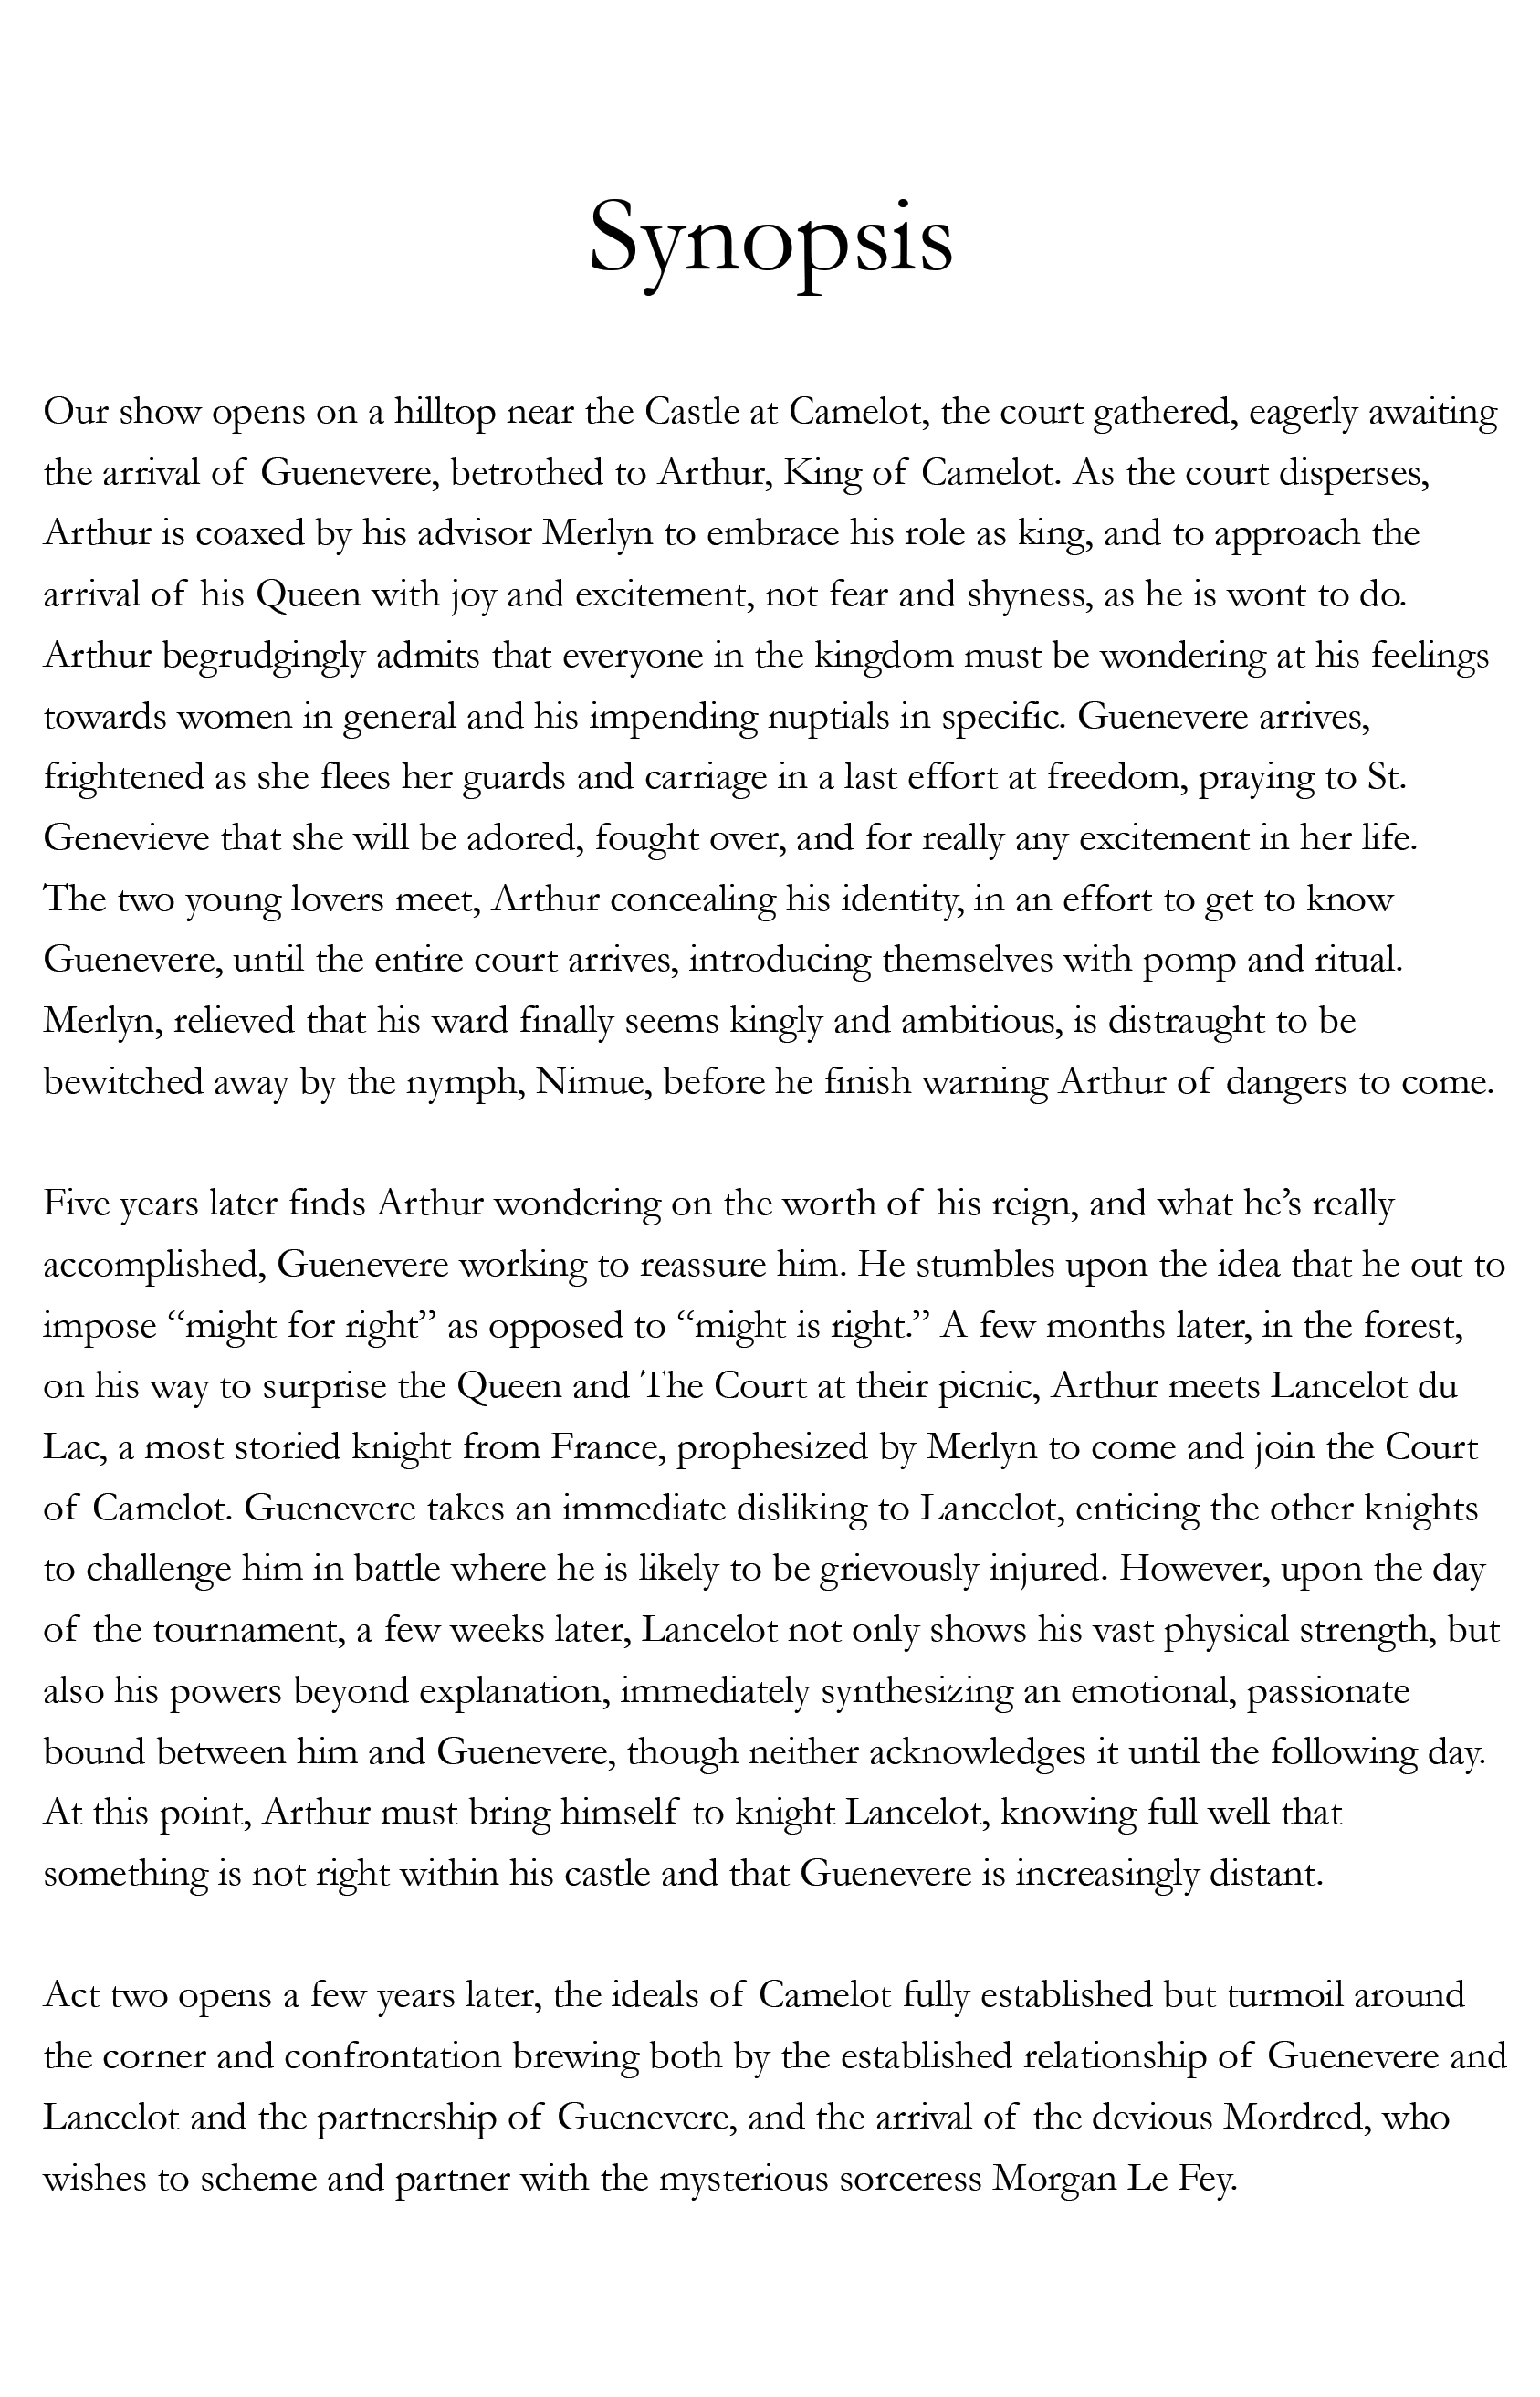 Synopsis
Our show opens on a hilltop near the Castle at Camelot, the court gathered, eagerly awaiting
the arrival of Guenevere, betrothed to Arthur, King of Camelot. As the court disperses,
Arthur is coaxed by his advisor Merlyn to embrace his role as king, and to approach the
arrival of his Queen with joy and excitement, not fear and shyness, as he is wont to do.
Arthur begrudgingly admits that everyone in the kingdom must be wondering at his feelings
towards women in general and his impending nuptials in specific. Guenevere arrives,
frightened as she flees her guards and carriage in a last effort at freedom, praying to St.
Genevieve that she will be adored, fought over, and for really any excitement in her life.
The two young lovers meet, Arthur concealing his identity, in an effort to get to know
Guenevere, until the entire court arrives, introducing themselves with pomp and ritual.
Merlyn, relieved that his ward finally seems kingly and ambitious, is distraught to be
bewitched away by the nymph, Nimue, before he finish warning Arthur of dangers to come.
Five years later finds Arthur wondering on the worth of his reign, and what he’s really
accomplished, Guenevere working to reassure him. He stumbles upon the idea that he out to
impose “might for right” as opposed to “might is right.” A few months later, in the forest,
on his way to surprise the Queen and The Court at their picnic, Arthur meets Lancelot du
Lac, a most storied knight from France, prophesized by Merlyn to come and join the Court
of Camelot. Guenevere takes an immediate disliking to Lancelot, enticing the other knights
to challenge him in battle where he is likely to be grievously injured. However, upon the day
of the tournament, a few weeks later, Lancelot not only shows his vast physical strength, but
also his powers beyond explanation, immediately synthesizing an emotional, passionate
bound between him and Guenevere, though neither acknowledges it until the following day.
At this point, Arthur must bring himself to knight Lancelot, knowing full well that
something is not right within his castle and that Guenevere is increasingly distant.
Act two opens a few years later, the ideals of Camelot fully established but turmoil around
the corner and confrontation brewing both by the established relationship of Guenevere and
Lancelot and the partnership of Guenevere, and the arrival of the devious Mordred, who
wishes to scheme and partner with the mysterious sorceress Morgan Le Fey.